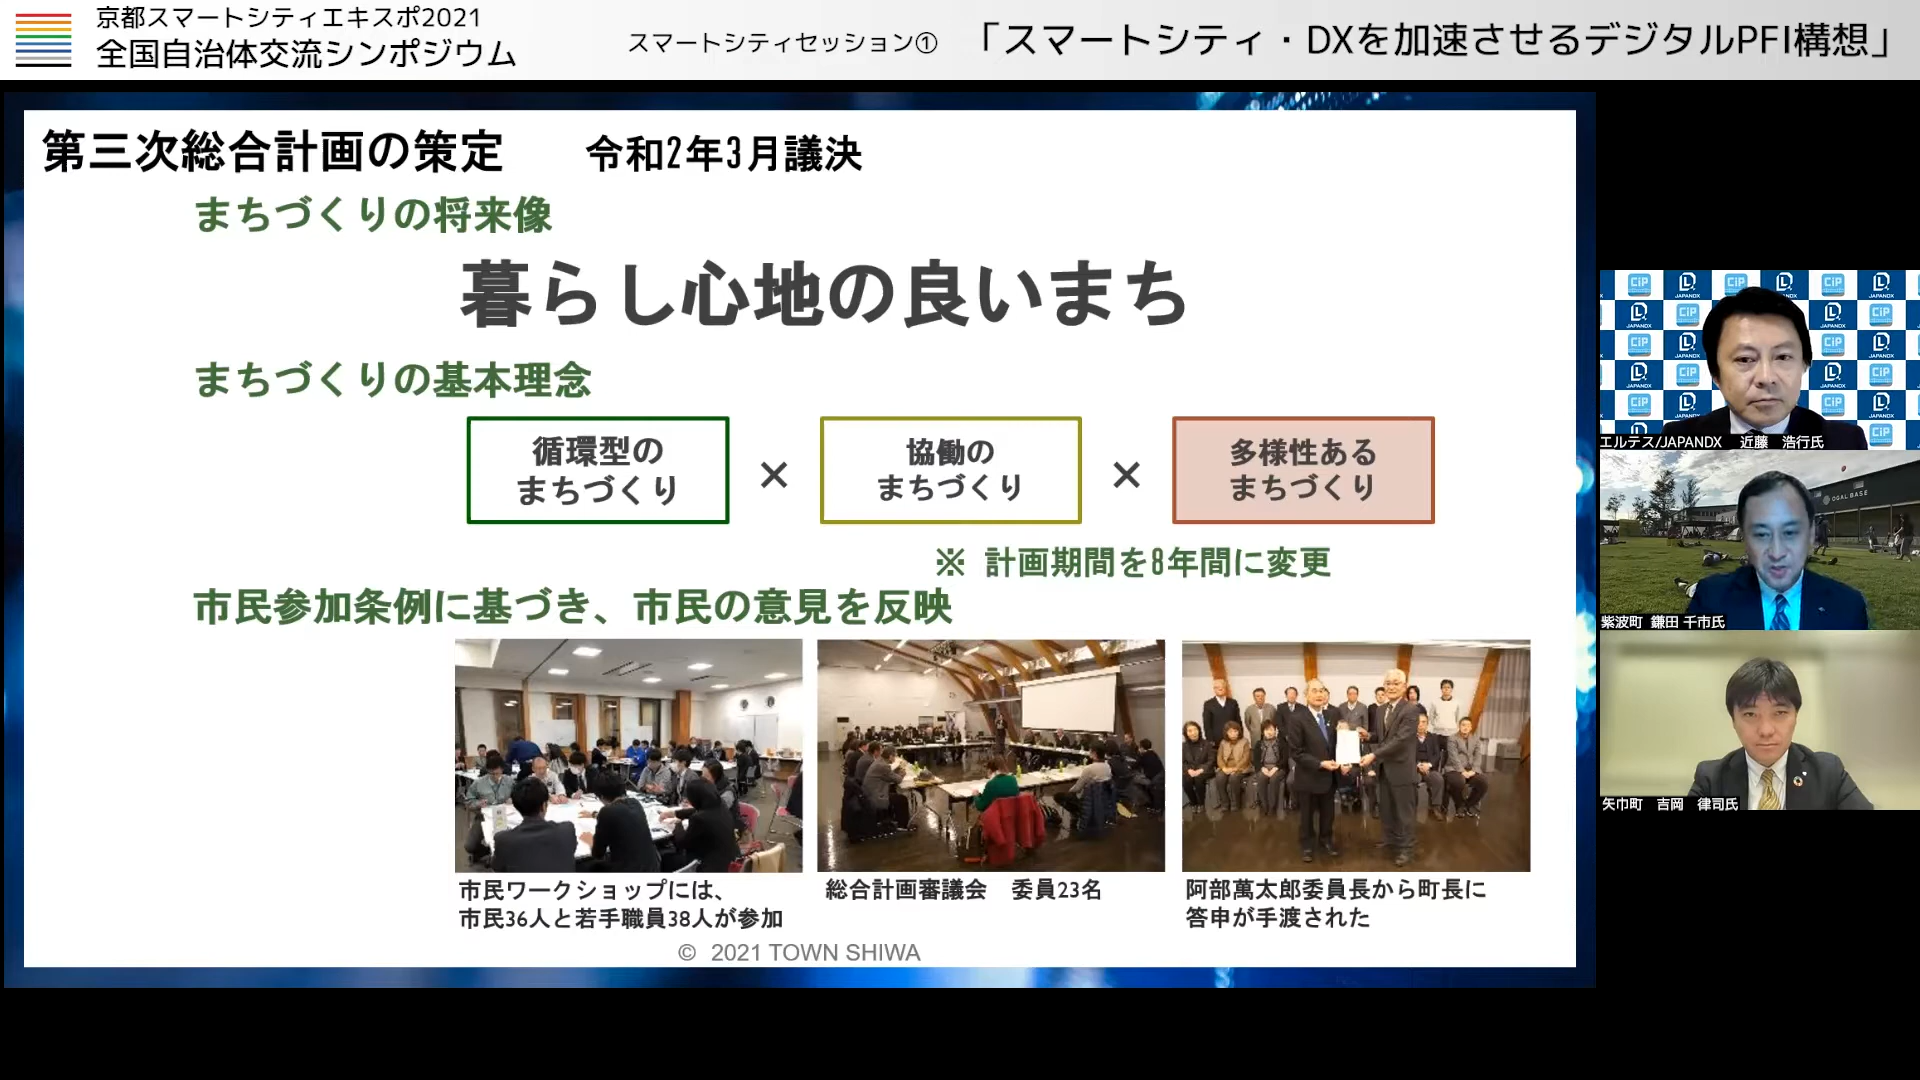 京都スマートシティエキスポ2021
全国自治体交流シンポジウム
スマートシティセッション① 「スマートシティ・DXを加速させるデジタルPFI構想」
第三次総合計画の策定 令和2年3月議決
まちづくりの将来像
暮らし心地の良いまち
まちづくりの基本理念
循環型の
まちづくり
×
協働の
まちづくり
×
多様性ある
まちづくり
※ 計画期間を8年間に変更
市民参加条例に基づき、市民の意見を反映
市民ワークショップには、
市民36人と若手職員38人が参加
総合計画審議会 委員23名
阿部萬太郎委員長から町長に
答申が手渡された
© 2021 TOWN SHIWA
CiP
JAPANDX
エルテス/JAPANDX 近藤 浩行氏
OGAL BASE
紫波町 鎌田 千市氏
矢巾町 吉岡 律司氏